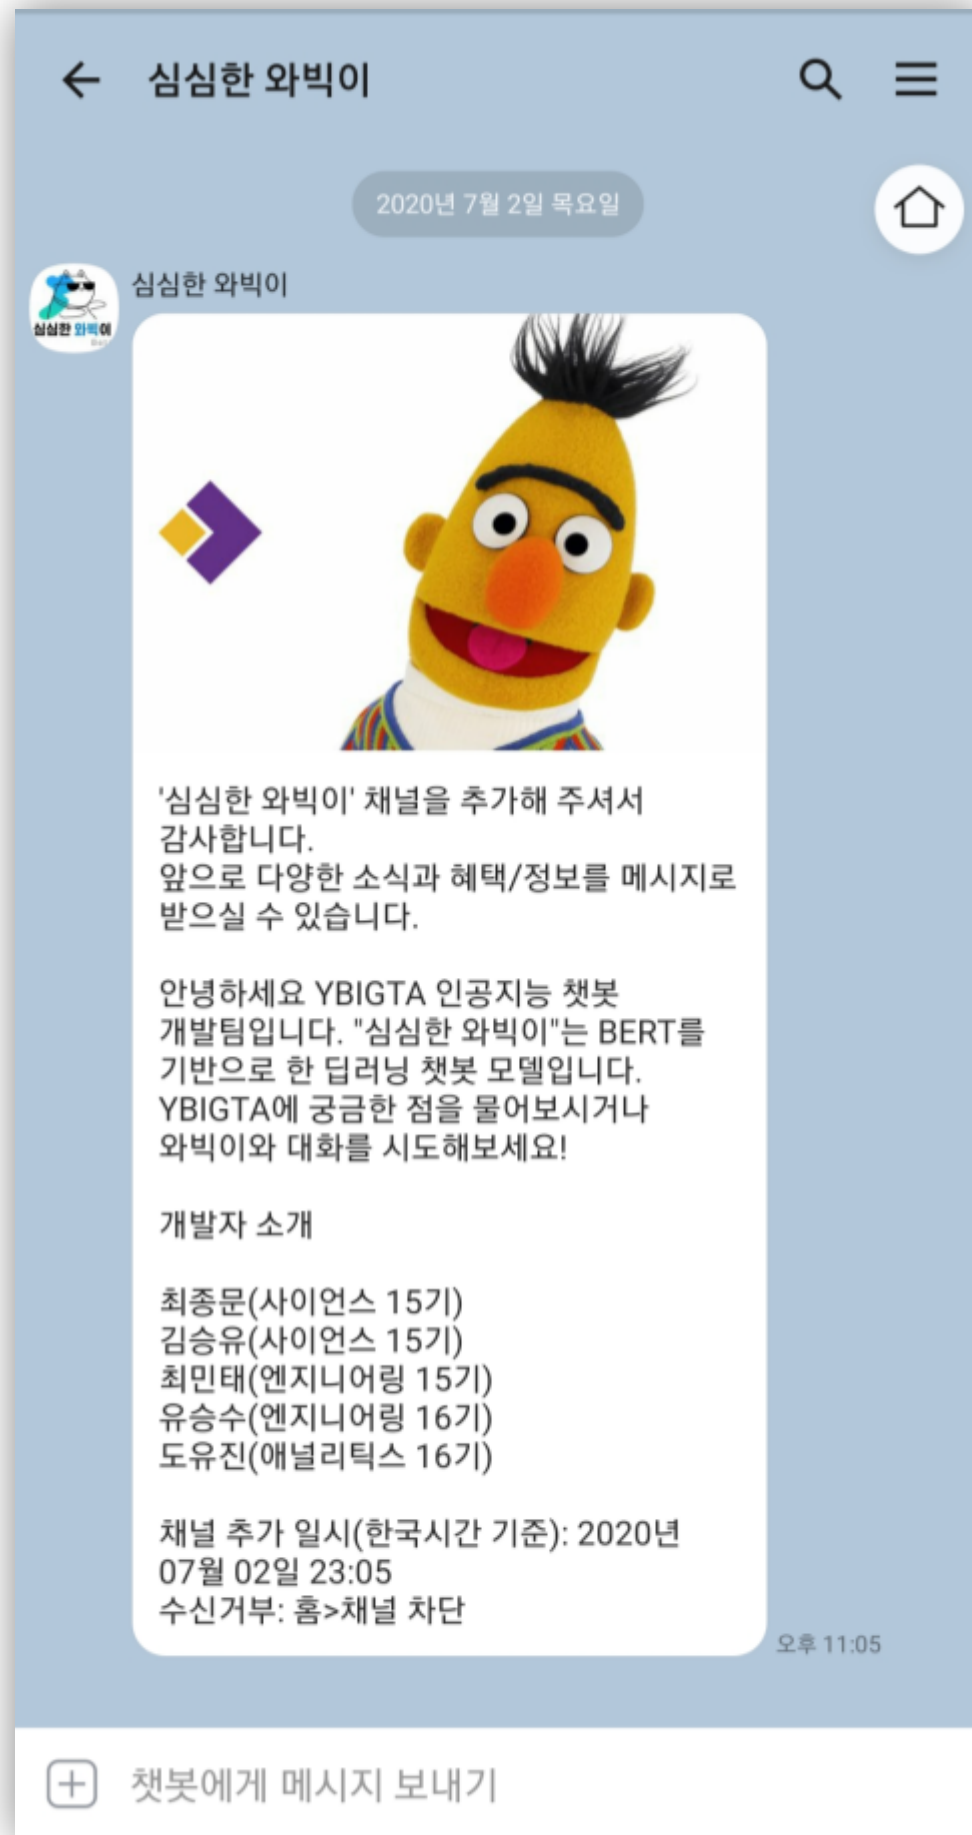 심심한 와빅이
2020년 7월 2일 목요일
심심한 와빅이
심심한 와빅이
'심심한 와빅이' 채널을 추가해 주셔서
감사합니다.
앞으로 다양한 소식과 혜택/정보를 메시지로
받으실 수 있습니다.
안녕하세요 YBIGTA 인공지능 챗봇
개발팀입니다. "심심한 와빅이"는 BERT를
기반으로 한 딥러닝 챗봇 모델입니다.
YBIGTA에 궁금한 점을 물어보시거나
와빅이와 대화를 시도해보세요!
개발자 소개
최종문(사이언스 15기)
김승유(사이언스 15기)
최민태(엔지니어링 15기)
유승수(엔지니어링 16기)
도유진(애널리틱스 16기)
채널 추가 일시(한국시간 기준): 2020년
07월 02일 23:05
수신거부: 홈>채널 차단
오후 11:05
챗봇에게 메시지 보내기